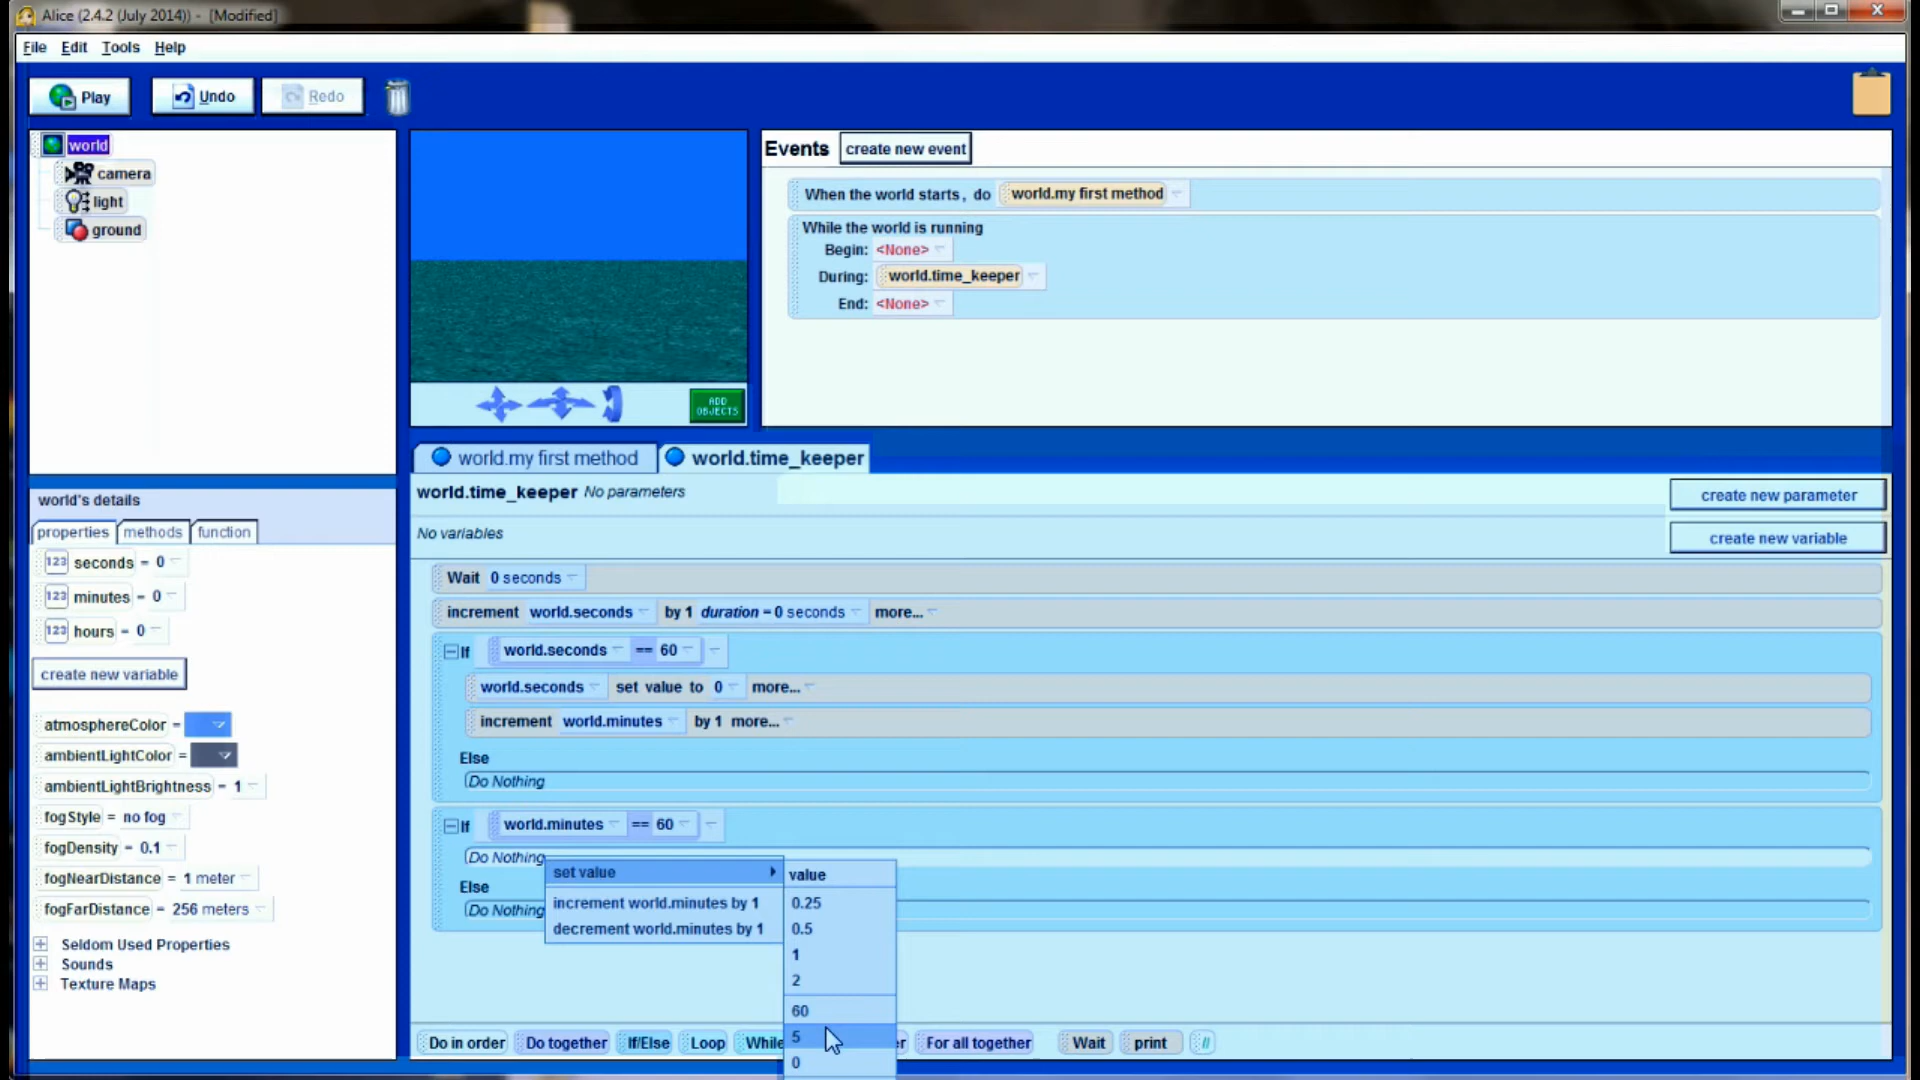 Alice (2.4.2 (July 2014)) - [Modified]
File Edit Tools Help
Play Undo Redo
world
camera
light
ground
ADD OBJECTS
Events create new event
When the world starts, do world.my first method
While the world is running
Begin: <None>
During: world.time_keeper
End: <None>
world's details
properties methods function
123 seconds = 0
123 minutes = 0
123 hours = 0
create new variable
atmosphereColor =
ambientLightColor =
ambientLightBrightness = 1
fogStyle = no fog
fogDensity = 0.1
fogNearDistance = 1 meter
fogFarDistance = 256 meters
Seldom Used Properties
Sounds
Texture Maps
world.my first method world.time_keeper
world.time_keeper No parameters create new parameter
No variables create new variable
Wait 0 seconds
increment world.seconds by 1 duration = 0 seconds more...
If world.seconds == 60
world.seconds set value to 0 more...
increment world.minutes by 1 more...
Else
(Do Nothing
If world.minutes == 60
(Do Nothing
Else
(Do Nothing
set value
increment world.minutes by 1
decrement world.minutes by 1
value
0.25
0.5
1
2
60
5
0
Do in order Do together If/Else Loop While For all together Wait print //